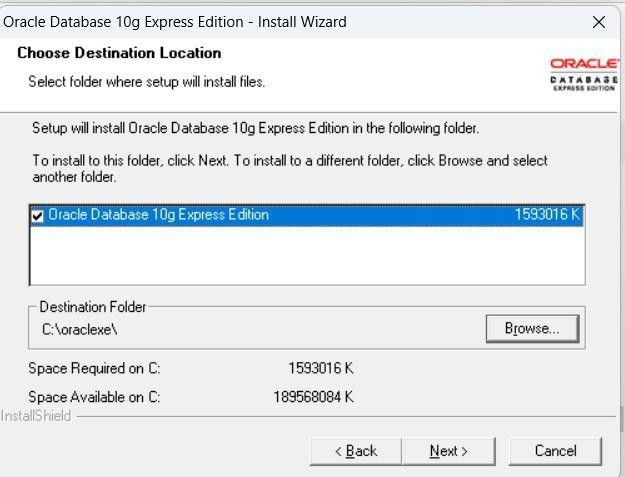 Oracle Database 10g Express Edition - Install Wizard
Choose Destination Location
Select folder where setup will install files.
ORACLE
DATABASE
EXPRESS EDITION
Setup will install Oracle Database 10g Express Edition in the following folder.
To install to this folder, click Next. To install to a different folder, click Browse and select
another folder.
Oracle Database 10g Express Edition 1593016 K
Destination Folder
C:\oraclexe\ Browse...
Space Required on C: 1593016 K
Space Available on C: 189568084 K
InstallShield
< Back Next > Cancel